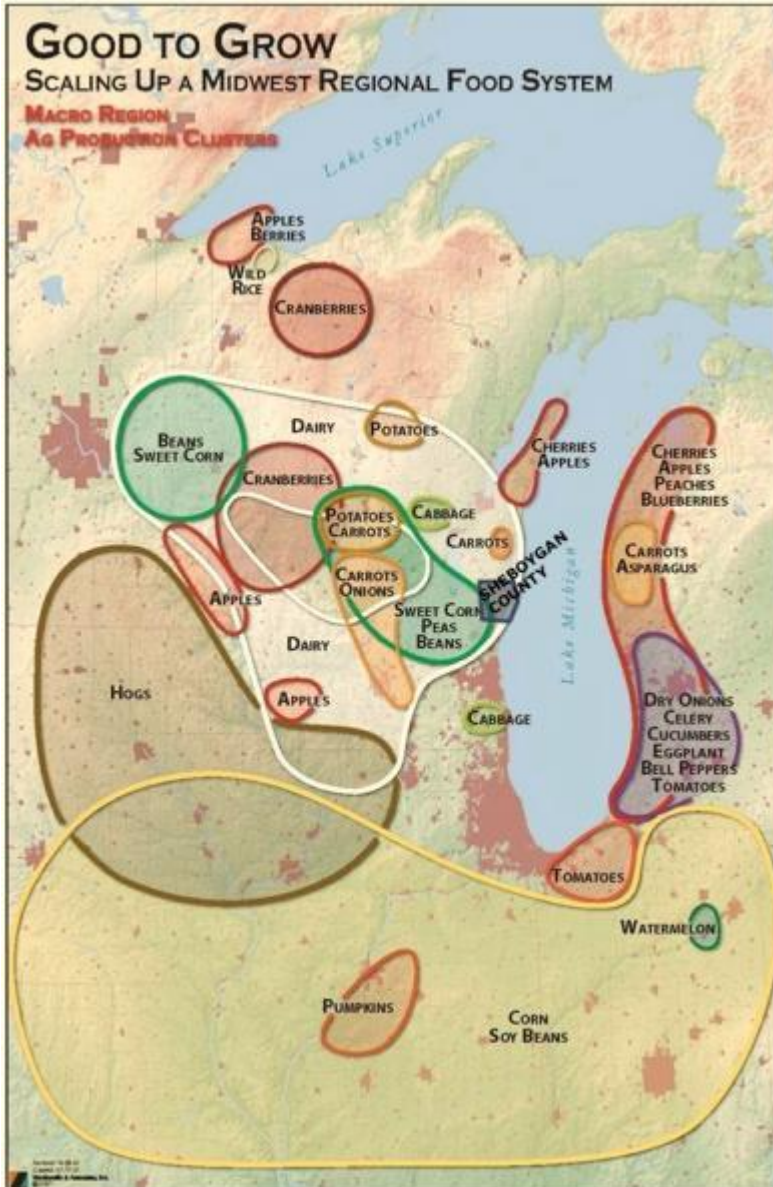 GOOD TO GROW
SCALING UP A MIDWEST REGIONAL FOOD SYSTEM
MACRO REGION
AG PRODUCTION CLUSTERS
Lake Superior
APPLES
BERRIES
WILD
RICE
CRANBERRIES
BEANS
SWEET CORN
DAIRY
POTATOES
CHERRIES
APPLES
CHERRIES
APPLES
PEACHES
BLUEBERRIES
CRANBERRIES
POTATOES
CARROTS
CABBAGE
CARROTS
CARROTS
ASPARAGUS
SHEBOYGAN
COUNTY
Lake Michigan
APPLES
CARROTS
ONIONS
SWEET CORN
PEAS
BEANS
DAIRY
HOGS
APPLES
CABBAGE
DRY ONIONS
CELERY
CUCUMBERS
EGGPLANT
BELL PEPPERS
TOMATOES
TOMATOES
WATERMELON
PUMPKINS
CORN
SOY BEANS